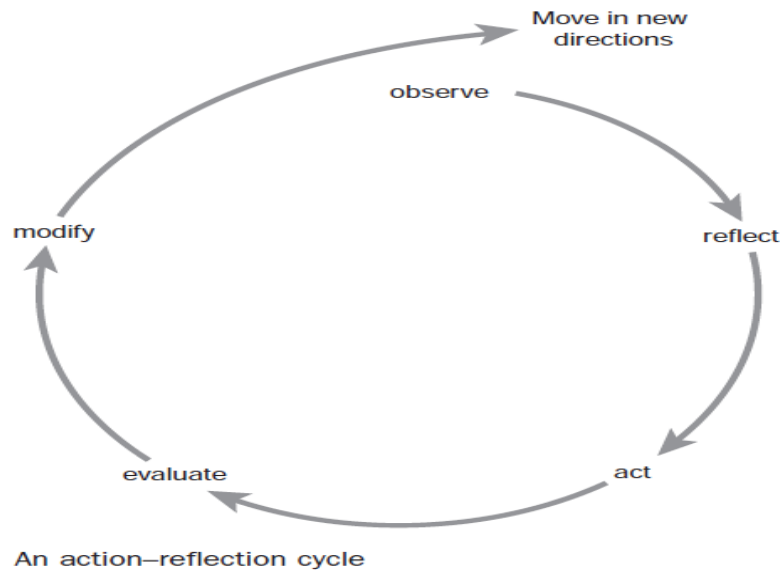 Move in new
directions
observe
reflect
modify
act
evaluate
An action–reflection cycle